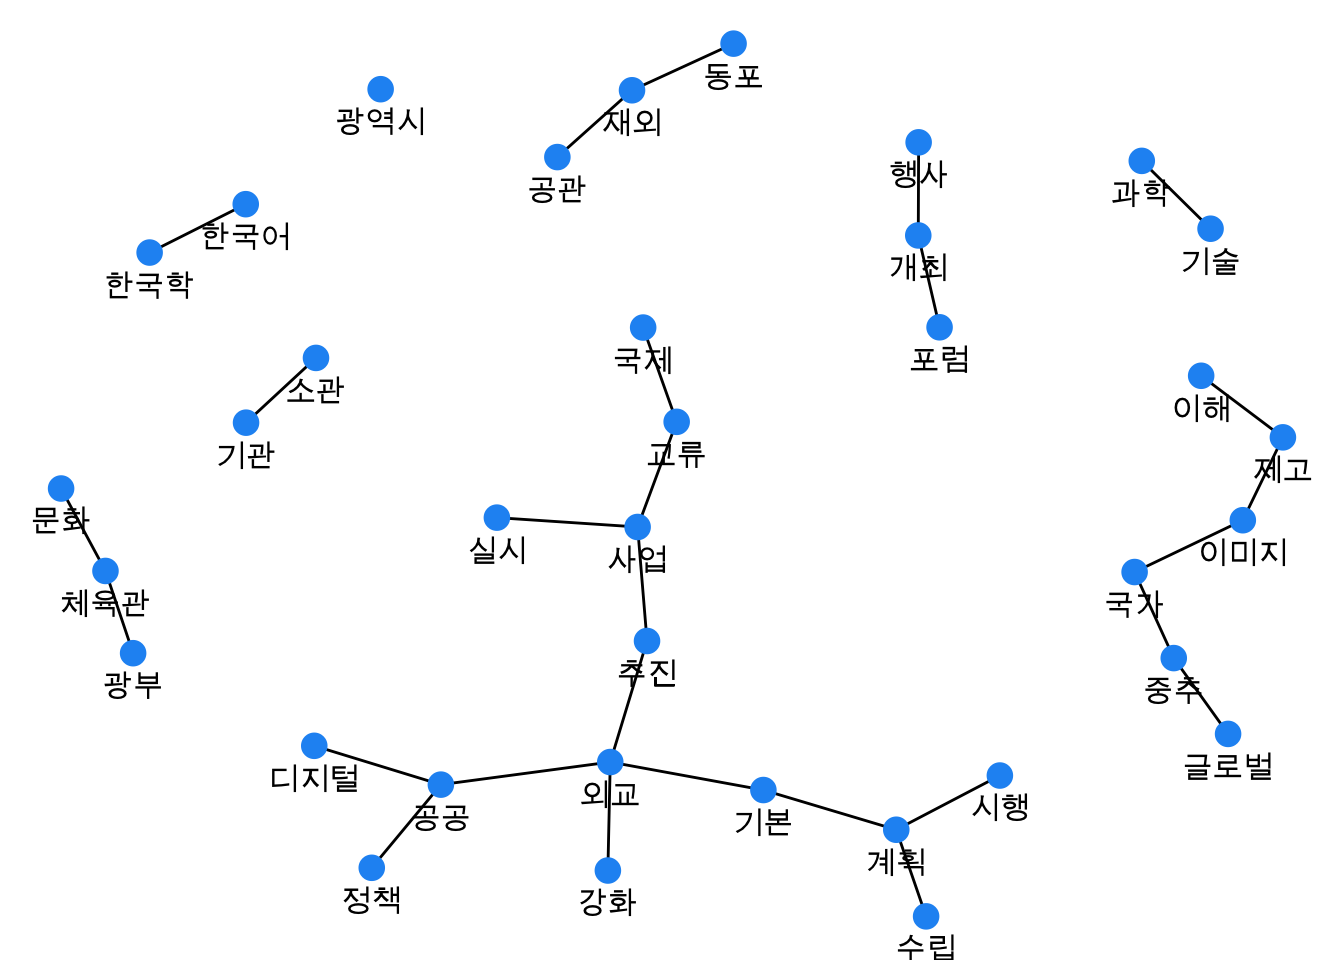 동포
광역시
재외
공관
행사
과학
한국어
기술
개최
한국학
국제
포럼
소관
이해
교류
기관
제고
문화
실시
사업
이미지
체육관
국가
추진
광부
중추
글로벌
디지털
외교
시행
공공
기본
계획
정책
강화
수립